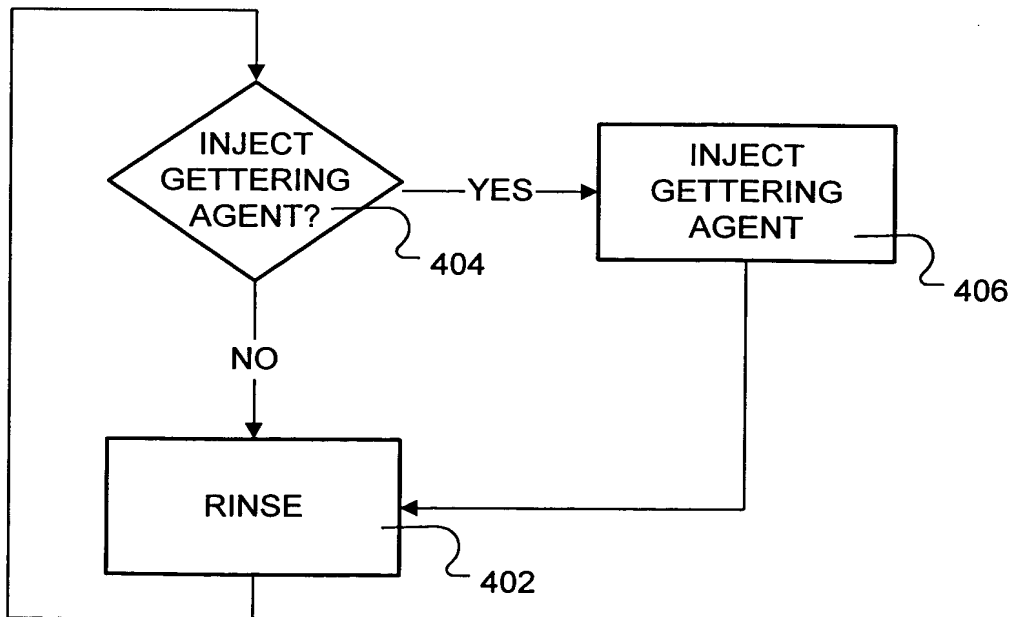 INJECT
GETTERING
AGENT?
404
YES
INJECT
GETTERING
AGENT
406
NO
RINSE
402